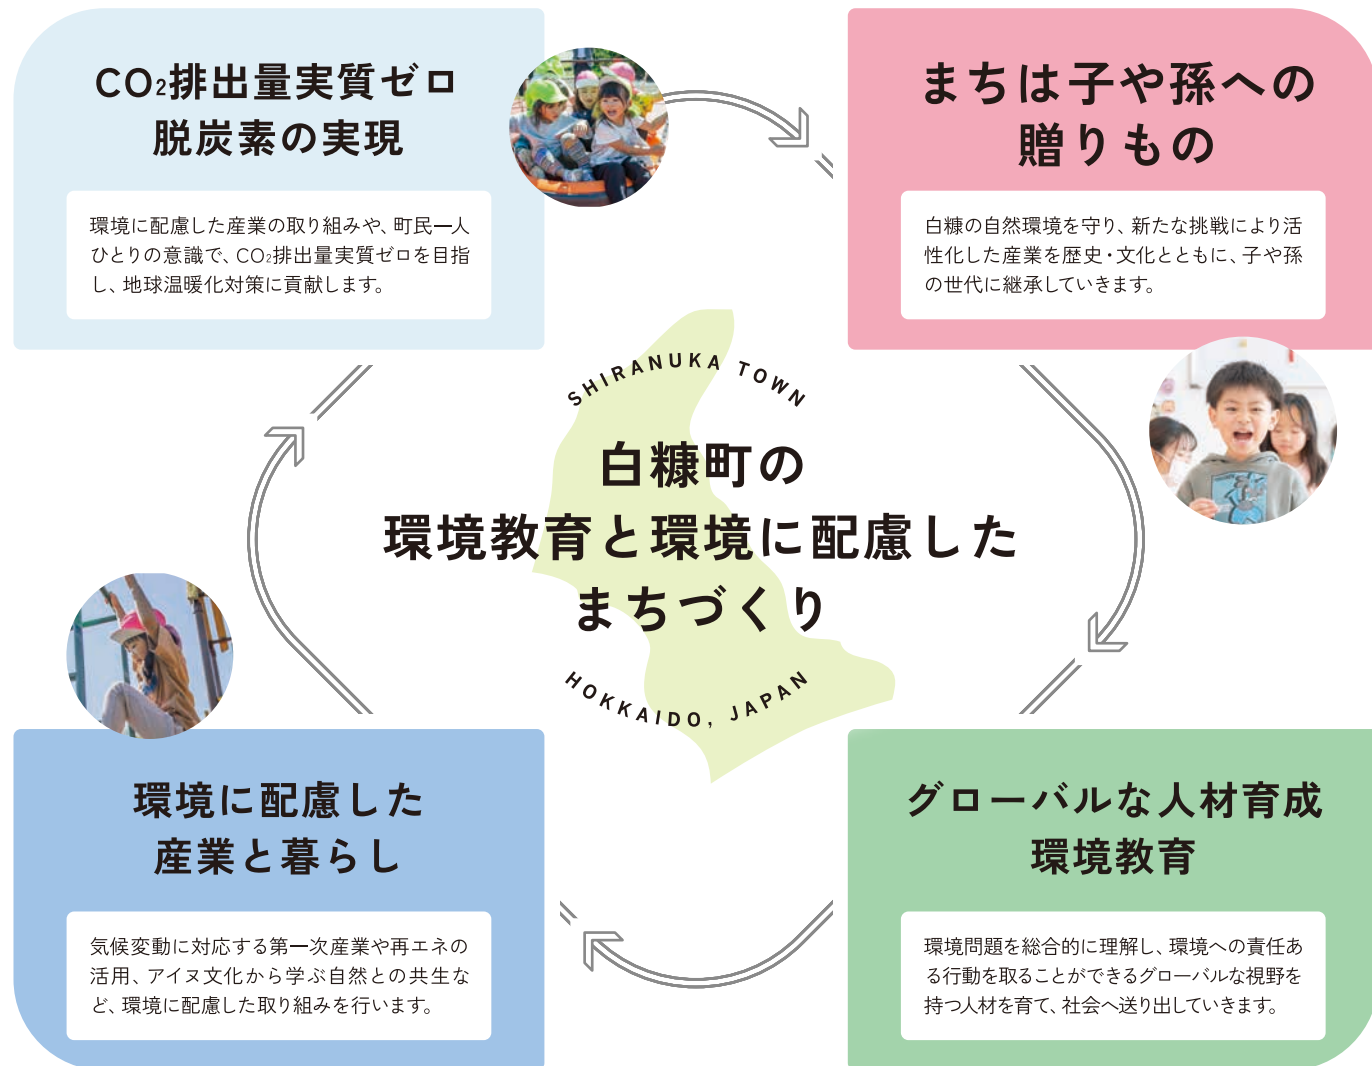 CO₂排出量実質ゼロ
脱炭素の実現
環境に配慮した産業の取り組みや、町民一人
ひとりの意識で、CO₂排出量実質ゼロを目指
し、地球温暖化対策に貢献します。
まちは子や孫への
贈りもの
白糠の自然環境を守り、新たな挑戦により活
性化した産業を歴史・文化とともに、子や孫
の世代に継承していきます。
SHIRANUKA TOWN
白糠町の
環境教育と環境に配慮した
まちづくり
HOKKAIDO, JAPAN
環境に配慮した
産業と暮らし
気候変動に対応する第一次産業や再エネの
活用、アイヌ文化から学ぶ自然との共生な
ど、環境に配慮した取り組みを行います。
グローバルな人材育成
環境教育
環境問題を総合的に理解し、環境への責任あ
る行動を取ることができるグローバルな視野を
持つ人材を育て、社会へ送り出していきます。